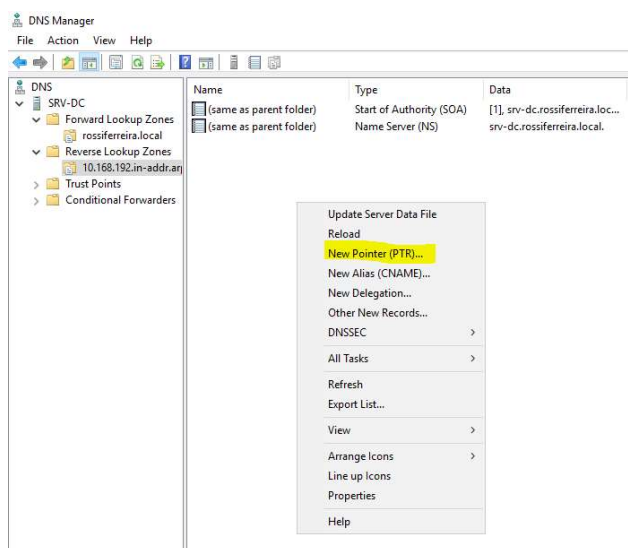 DNS Manager
File Action View Help
DNS
SRV-DC
Forward Lookup Zones
rossiferreira.local
Reverse Lookup Zones
10.168.192.in-addr.arp
Trust Points
Conditional Forwarders
Name Type Data
(same as parent folder) Start of Authority (SOA) [1], srv-dc.rossiferreira.loc...
(same as parent folder) Name Server (NS) srv-dc.rossiferreira.local.
Update Server Data File
Reload
New Pointer (PTR)...
New Alias (CNAME)...
New Delegation...
Other New Records...
DNSSEC
All Tasks
Refresh
Export List...
View
Arrange Icons
Line up Icons
Properties
Help